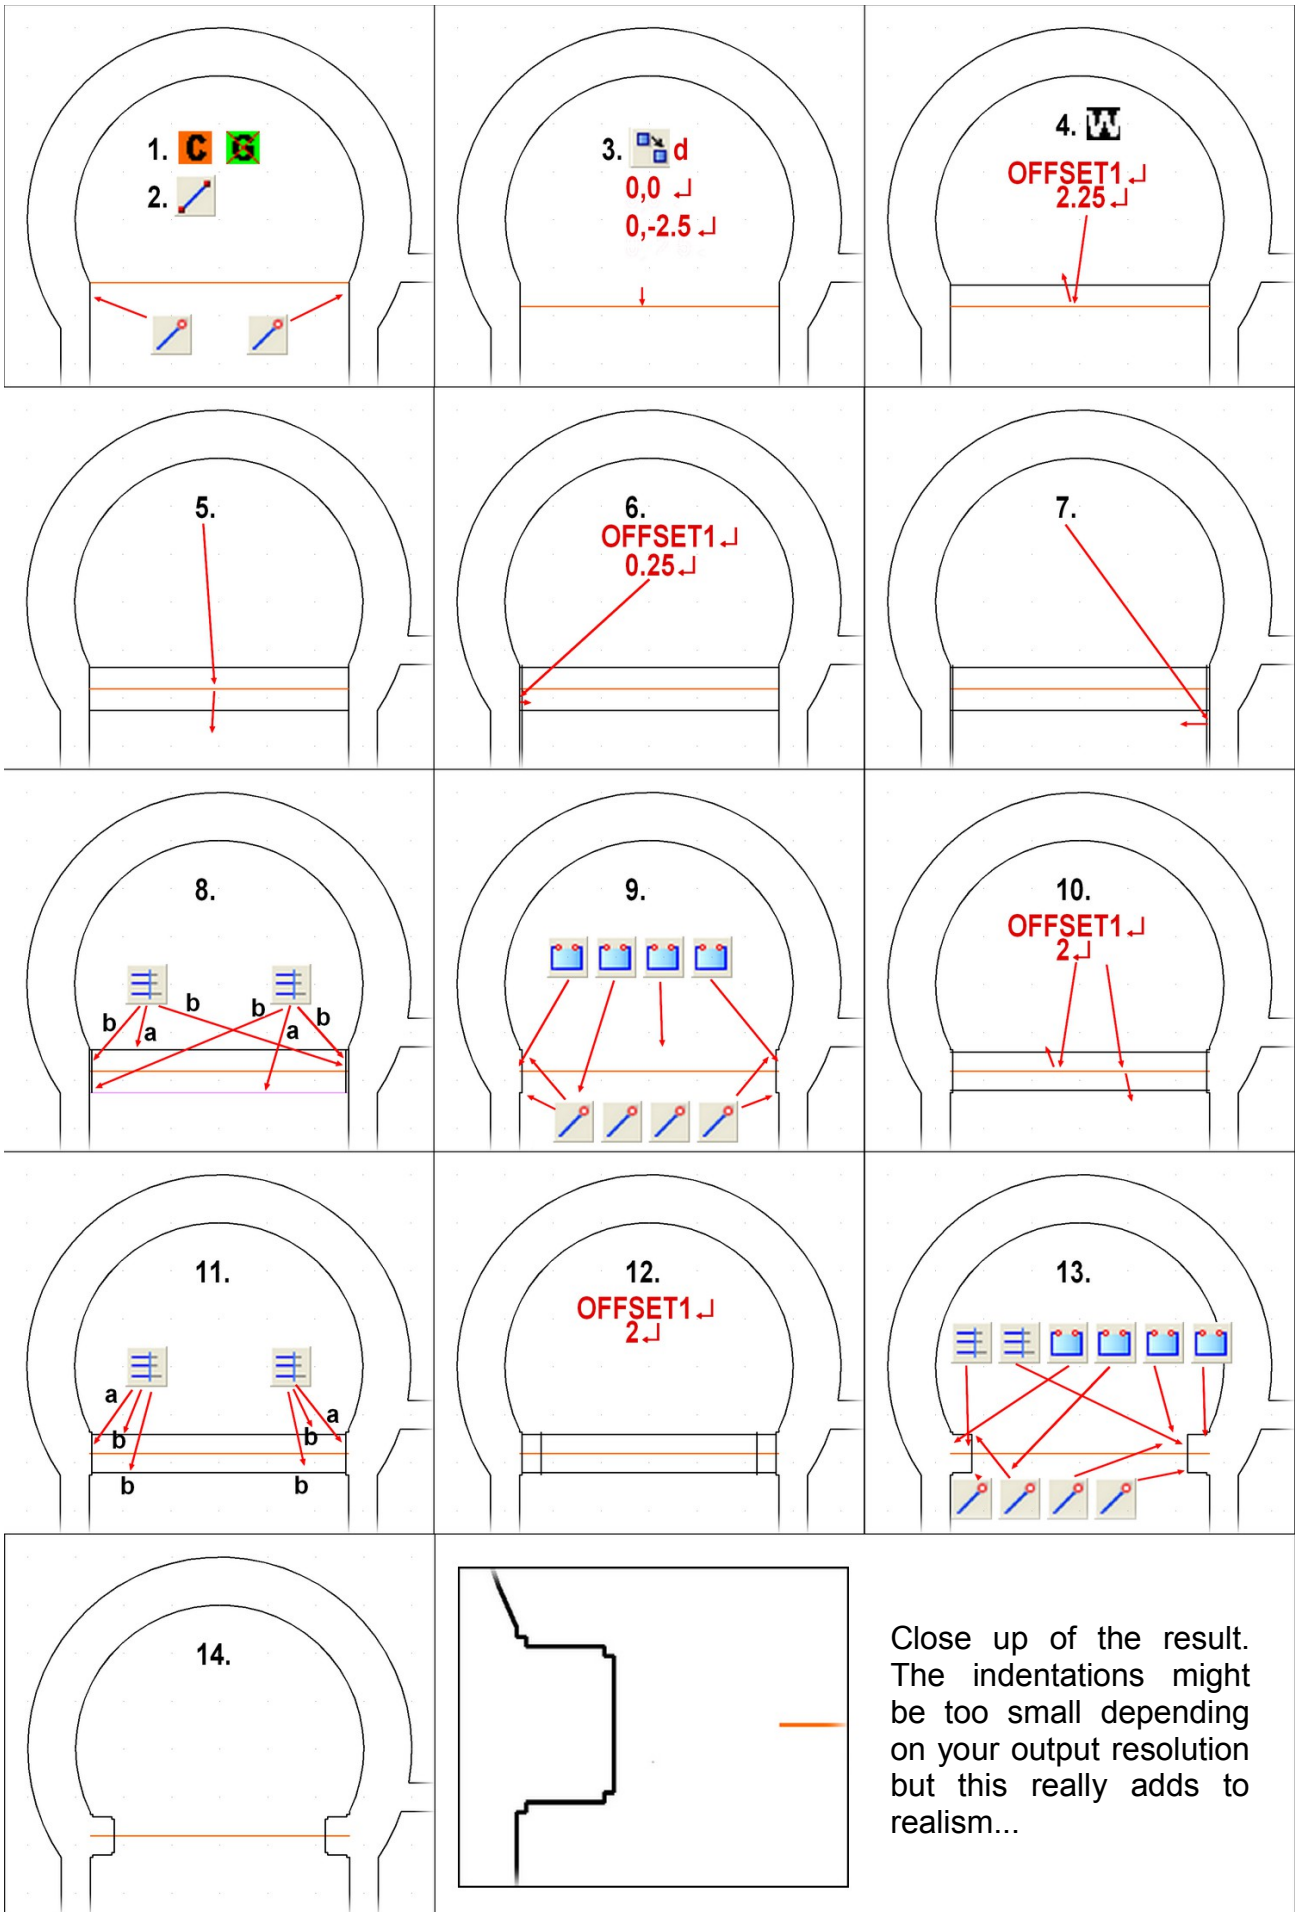 1. C G
2.
3. d
0,0 ↵
0,-2.5 ↵
4. W
OFFSET1↵
2.25↵
5.
6.
OFFSET1↵
0.25↵
7.
8.
b
a
b
b
a
b
9.
10.
OFFSET1↵
2↵
11.
a
b
b
a
b
b
12.
OFFSET1↵
2↵
13.
14.
Close up of the result.
The indentations might
be too small depending
on your output resolution
but this really adds to
realism...